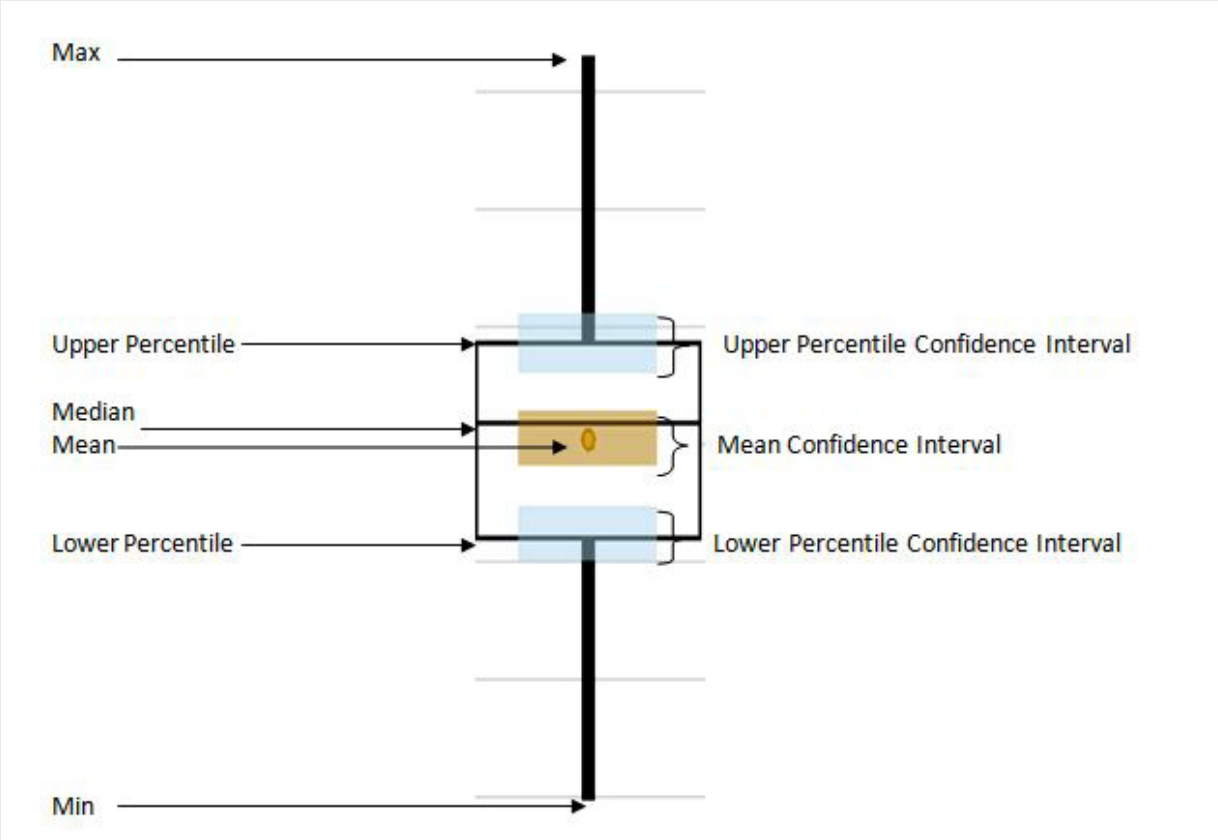 Max
Upper Percentile
Upper Percentile Confidence Interval
Median
Mean
Mean Confidence Interval
Lower Percentile
Lower Percentile Confidence Interval
Min